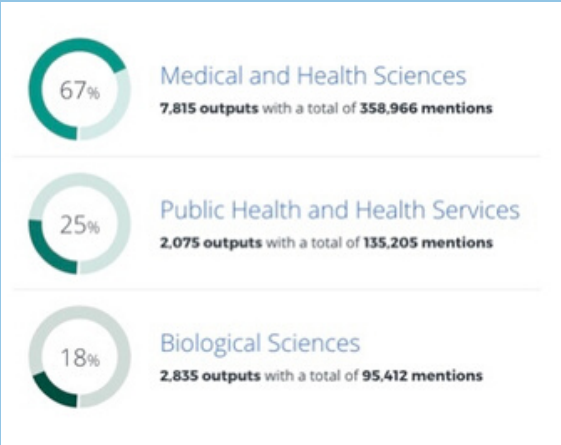 67%
Medical and Health Sciences
7,815 outputs with a total of 358,966 mentions
25%
Public Health and Health Services
2,075 outputs with a total of 135,205 mentions
18%
Biological Sciences
2,835 outputs with a total of 95,412 mentions